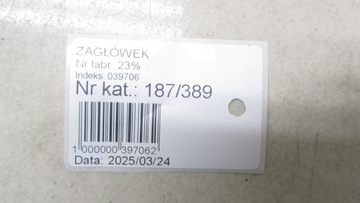 ZAGŁÓWEK
Nr fabr. 23%
Indeks: 039706
Nr kat.: 187/389
1 000000 397062
Data: 2025/03/24